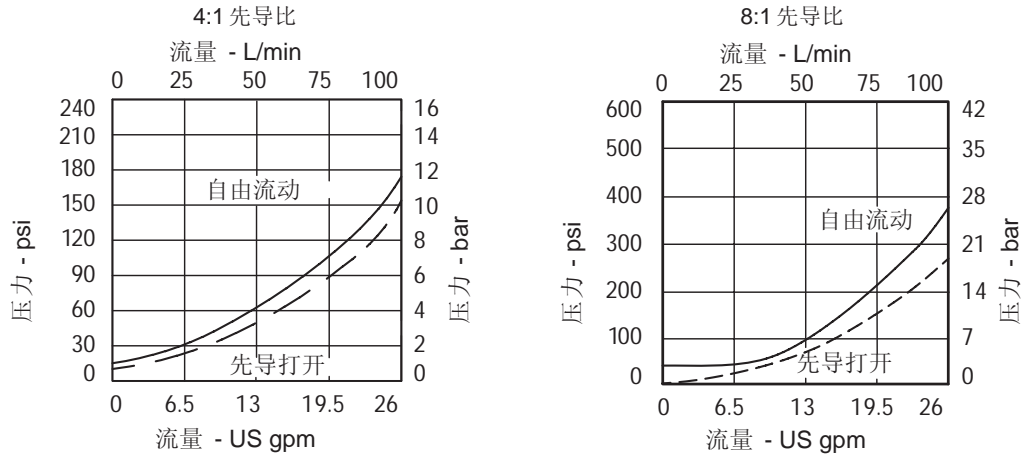 4:1 先导比
流量 - L/min
0 25 50 75 100
240
210
180
150
120
90
60
30
0
压力 - psi
自由流动
先导打开
16
14
12
10
8
6
4
2
0
压力 - bar
0 6.5 13 19.5 26
流量 - US gpm
8:1 先导比
流量 - L/min
0 25 50 75 100
600
500
400
300
200
100
0
压力 - psi
自由流动
先导打开
42
35
28
21
14
7
0
压力 - bar
0 6.5 13 19.5 26
流量 - US gpm